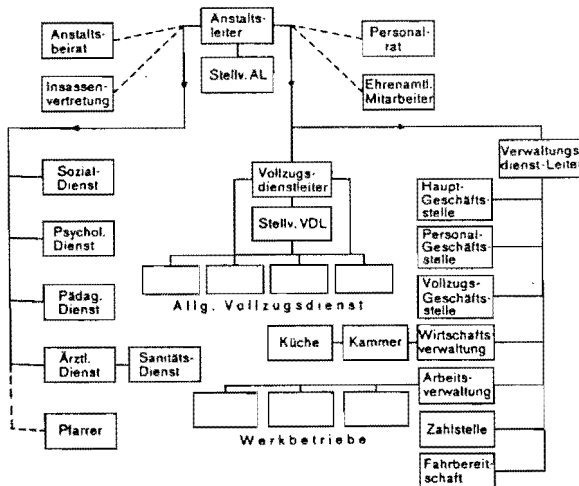 Anstalts-
leiter
Anstalts-
beirat
Personal-
rat
Stellv. AL
Insassen-
vertretung
Ehrenamtl.
Mitarbeiter
Verwaltungs
dienst-Leiter
Sozial-
Dienst
Vollzugs-
dienstleiter
Haupt-
Geschäfts-
stelle
Stellv. VDL
Psychol.
Dienst
Personal-
Geschäfts-
stelle
Allg. Vollzugsdienst
Pädag.
Dienst
Vollzugs-
Geschäfts-
stelle
Küche
Kammer
Wirtschafts
verwaltung
Ärztl.
Dienst
Sanitäts-
Dienst
Arbeits-
verwaltung
Pfarrer
Werkbetriebe
Zahlstelle
Fahrbereit-
schaft